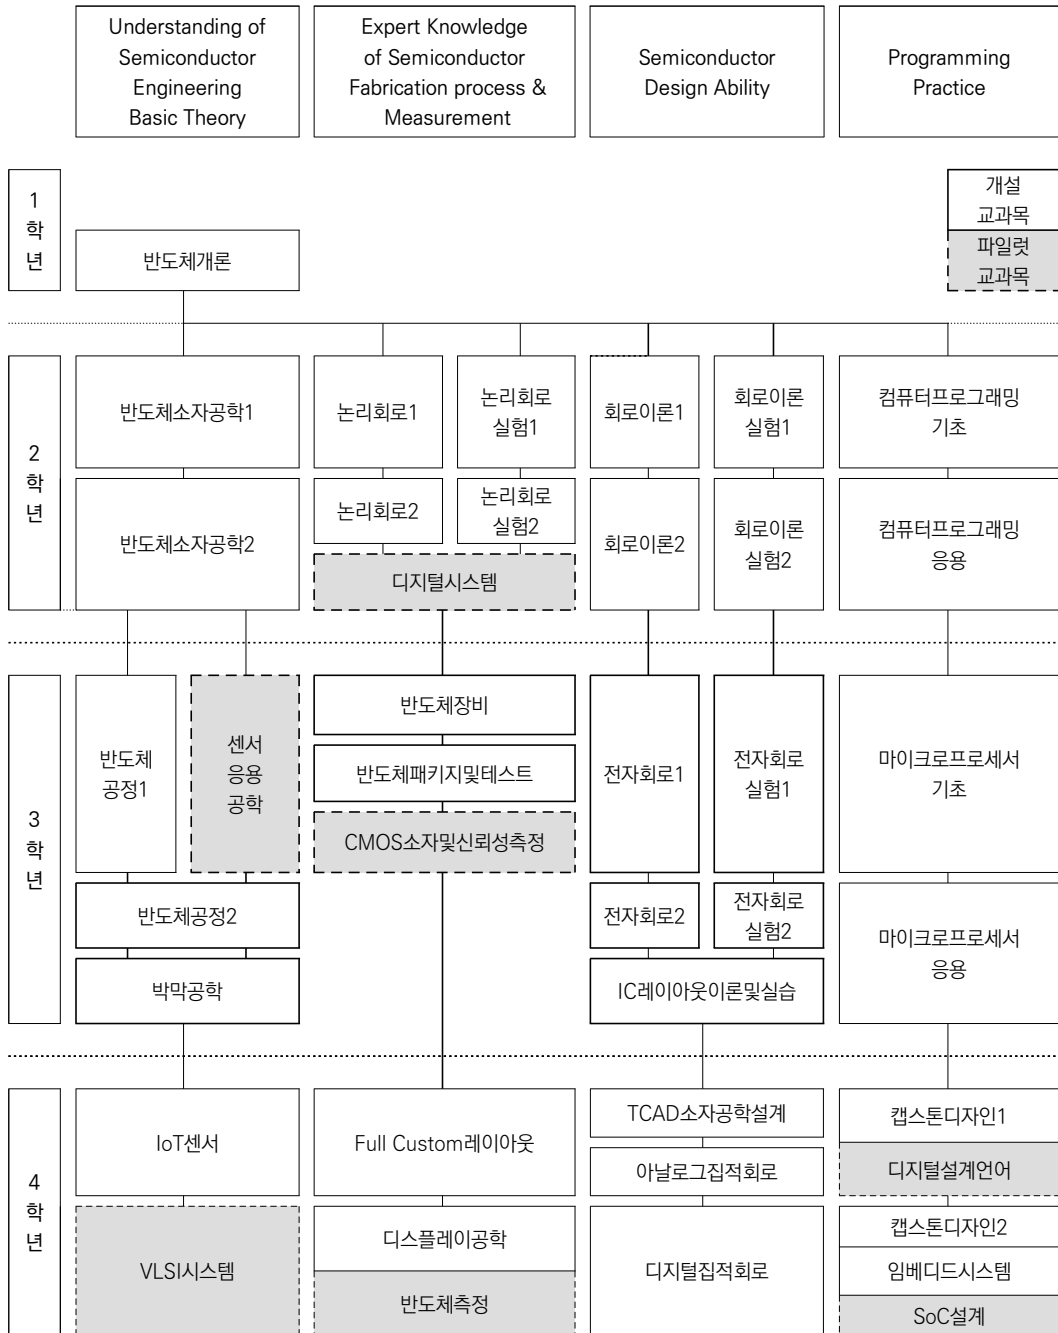 Understanding of
Semiconductor
Engineering
Basic Theory
Expert Knowledge
of Semiconductor
Fabrication process &
Measurement
Semiconductor
Design Ability
Programming
Practice
1
학
년
개설
교과목
파일럿
교과목
반도체개론
2
학
년
반도체소자공학1
논리회로1
논리회로
실험1
회로이론1
회로이론
실험1
컴퓨터프로그래밍
기초
반도체소자공학2
논리회로2
논리회로
실험2
디지털시스템
회로이론2
회로이론
실험2
컴퓨터프로그래밍
응용
3
학
년
반도체
공정1
센서
응용
공학
반도체장비
반도체패키지및테스트
CMOS소자및신뢰성측정
전자회로1
전자회로
실험1
마이크로프로세서
기초
반도체공정2
박막공학
전자회로2
전자회로
실험2
IC레이아웃이론및실습
마이크로프로세서
응용
4
학
년
IoT센서
Full Custom레이아웃
TCAD소자공학설계
아날로그집적회로
캡스톤디자인1
디지털설계언어
VLSI시스템
디스플레이공학
반도체측정
디지털집적회로
캡스톤디자인2
임베디드시스템
SoC설계